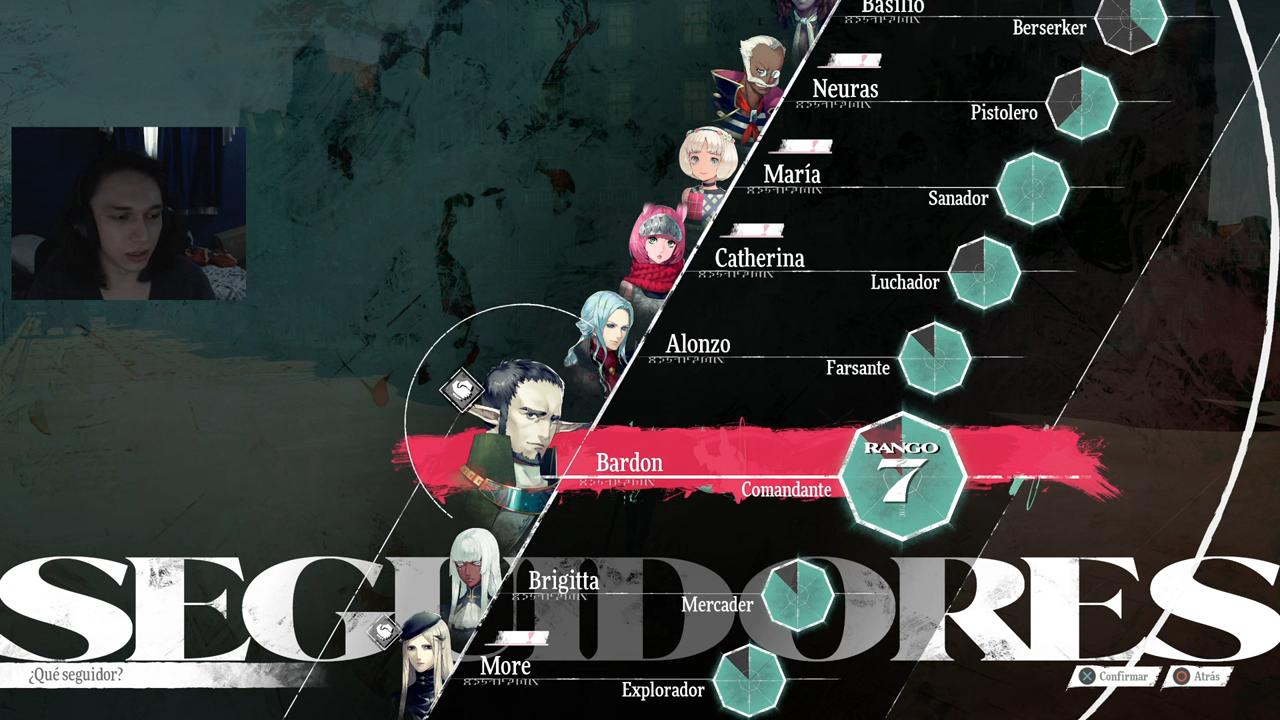 Basilio
Berserker
Neuras
Pistolero
María
Sanador
Catherina
Luchador
Alonzo
Farsante
Bardon
Comandante
RANGO
7
Brigitta
Mercader
More
Explorador
SEGUIDORES
¿Qué seguidor?
Confirmar
Atrás